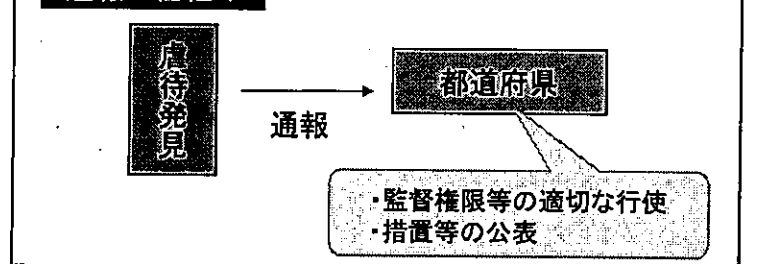 虐待発見
通報
都道府県
・監督権限等の適切な行使
・措置等の公表